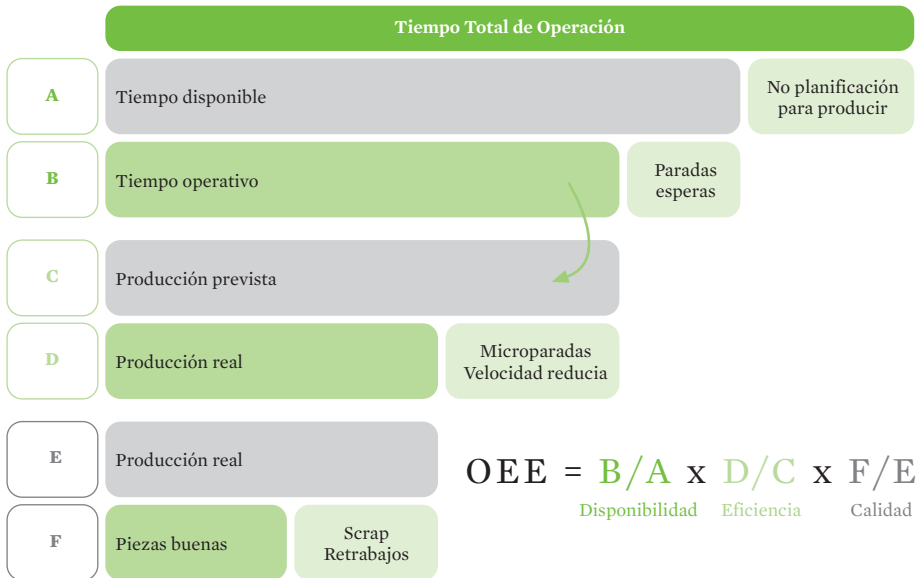 Tiempo Total de Operación
A
Tiempo disponible
No planificación
para producir
B
Tiempo operativo
Paradas
esperas
C
Producción prevista
D
Producción real
Microparadas
Velocidad reducia
E
Producción real
F
Piezas buenas
Scrap
Retrabajos
OEE = B/A x D/C x F/E
Disponibilidad Eficiencia Calidad